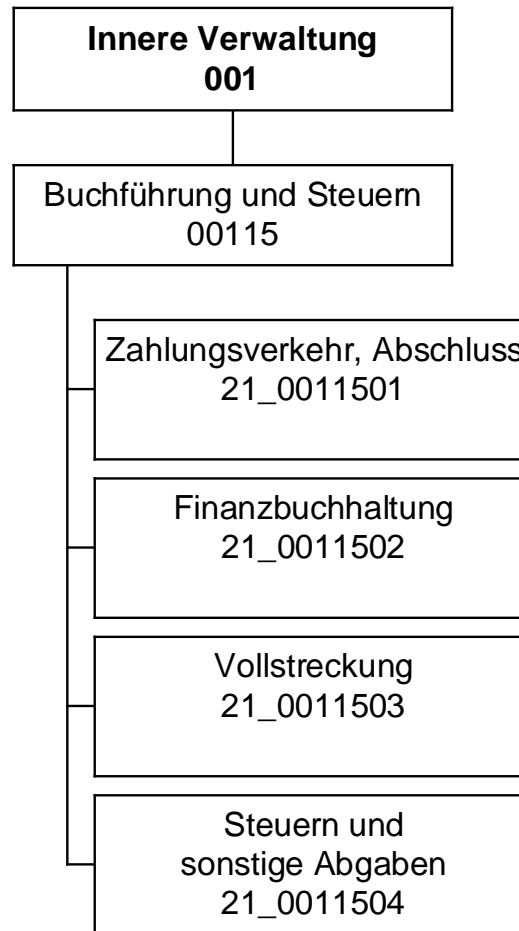 Innere Verwaltung
001
Buchführung und Steuern
00115
Zahlungsverkehr, Abschluss
21_0011501
Finanzbuchhaltung
21_0011502
Vollstreckung
21_0011503
Steuern und
sonstige Abgaben
21_0011504